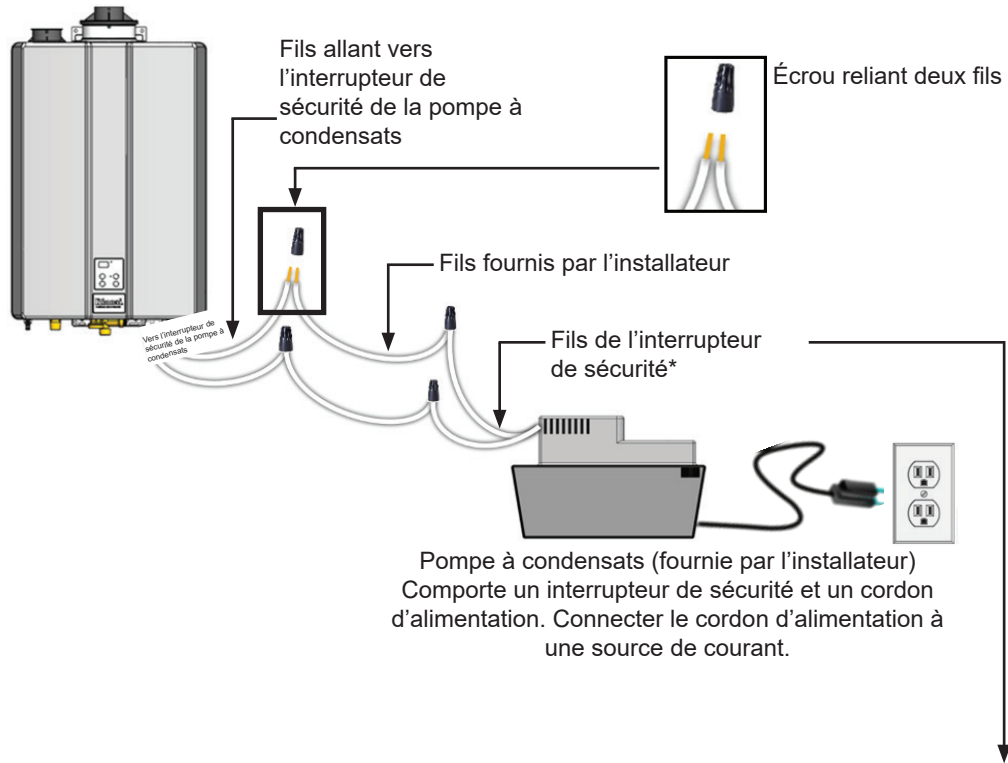 Fils allant vers
l’interrupteur de
sécurité de la pompe à
condensats
Écrou reliant deux fils
Fils fournis par l’installateur
Vers l’interrupteur de
sécurité de la pompe à
condensats
Rinnai
Fils de l’interrupteur
de sécurité*
Pompe à condensats (fournie par l’installateur)
Comporte un interrupteur de sécurité et un cordon
d’alimentation. Connecter le cordon d’alimentation à
une source de courant.